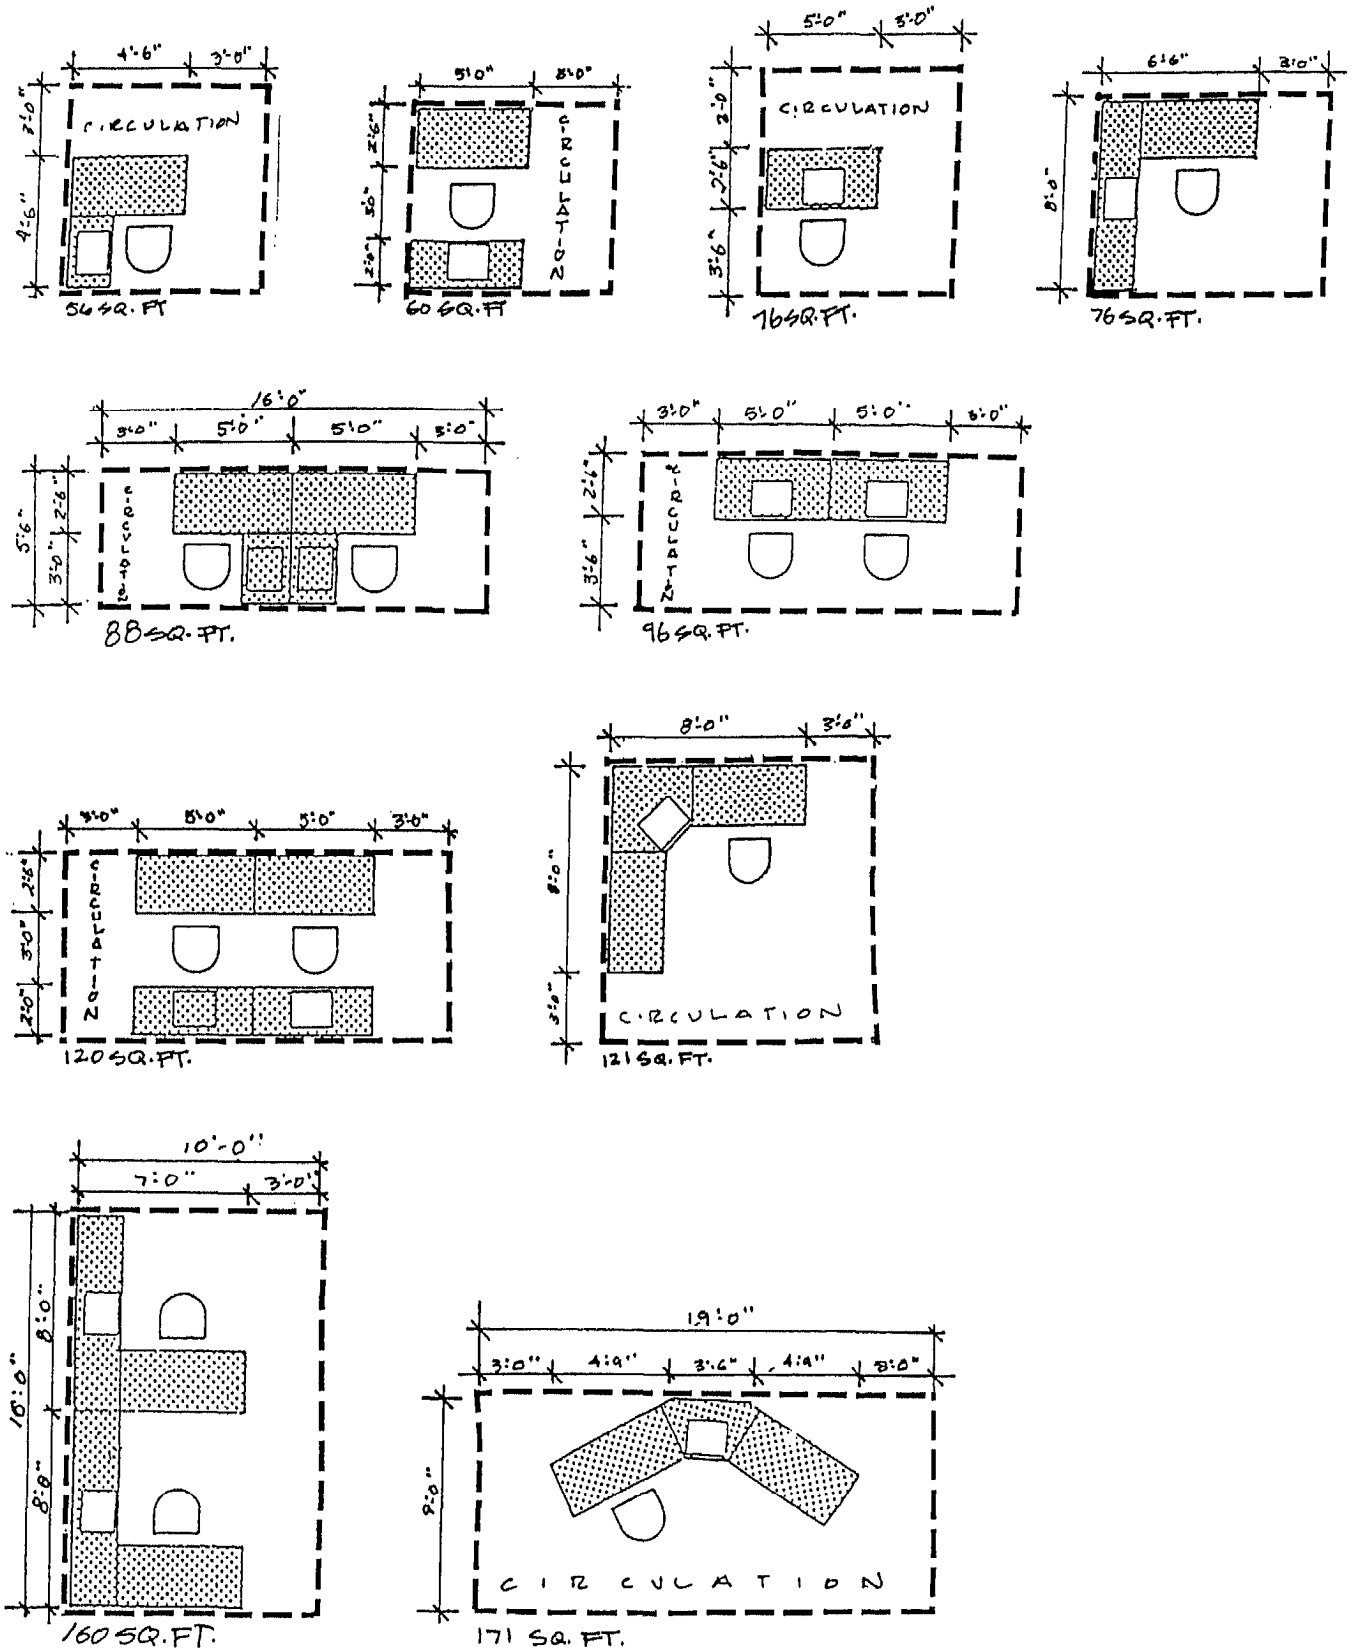 4'-6" 3'-0"
3'-0"
CIRCULATION
4'-6"
56 SQ. FT
5'0" 3'0"
2'6"
CIRCULATION
3'0"
2'0"
60 SQ. FT
5'-0" 3'-0"
3'-0"
CIRCULATION
2'-6"
3'-6"
76 SQ. FT.
6'6" 3'0"
8'-0"
76 SQ. FT.
16'-0"
3'0" 5'0" 5'0" 3'-0"
5'-6"
2'-6"
3'-0"
CIRCULATION
88 SQ. FT.
3'0" 5'0" 5'0" 3'0"
2'-6"
3'-6"
CIRCULATION
96 SQ. FT.
3'0" 5'0" 5'0" 3'-0"
2'-6"
3'-0"
2'-0"
CIRCULATION
120 SQ. FT.
8'-0" 3'-0"
8'-0"
3'-0"
CIRCULATION
121 SQ. FT.
10'-0"
7'-0" 3'-0"
16'-0"
8'-0"
8'-0"
160 SQ. FT.
19'-0"
3'0" 4'9" 3'-6" 4'9" 3'0"
9'-0"
CIRCULATION
171 SQ. FT.